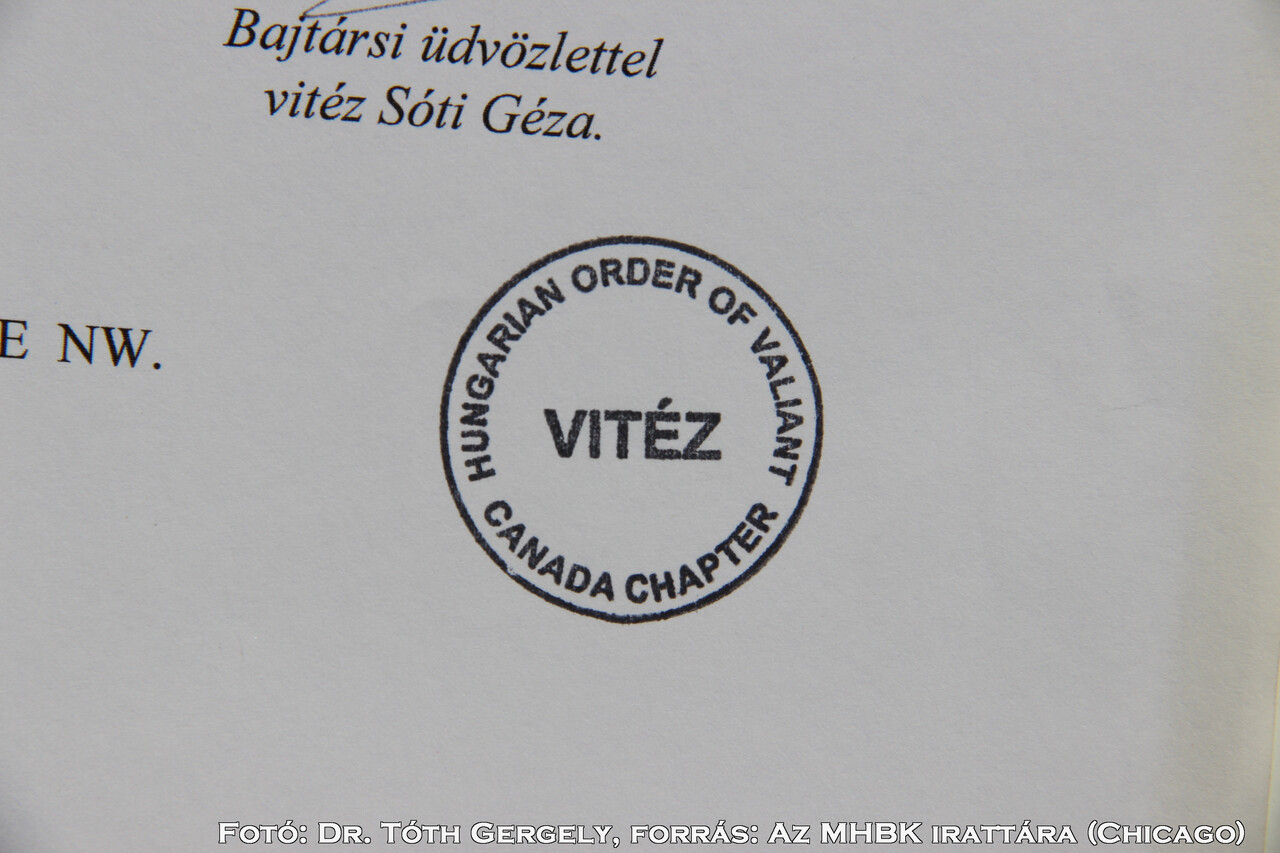 Bajtársi üdvözlettel
vitéz Sóti Géza.
E NW.
HUNGARIAN ORDER OF VALIANT
VITÉZ
CANADA CHAPTER
Fotó: Dr. Tóth Gergely, forrás: Az MHBK irattára (Chicago)